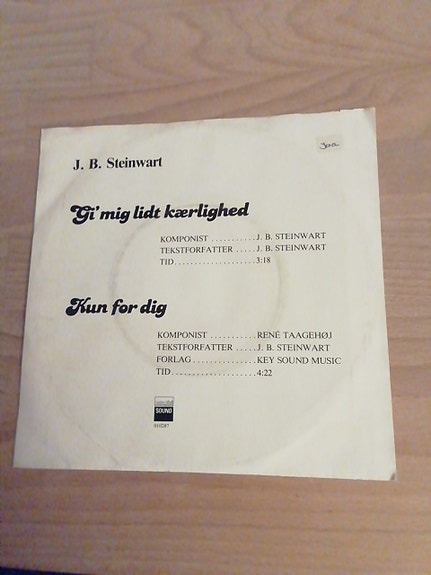 J. B. Steinwart
Gi' mig lidt kærlighed
KOMPONIST ........... J. B. STEINWART
TEKSTFORFATTER ..... J. B. STEINWART
TID.................... 3:18
Kun for dig
KOMPONIST ............ RENÉ TAAGEHØJ
TEKSTFORFATTER ..... J. B. STEINWART
FORLAG ............... KEY SOUND MUSIC
TID..................... 4:22
SOUND